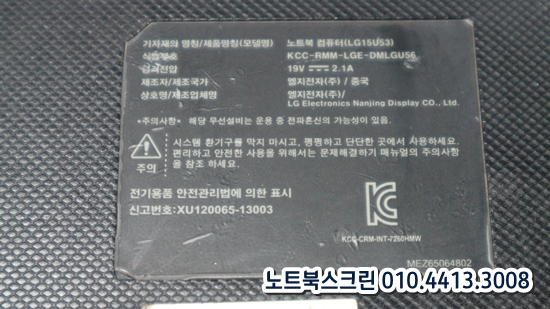 기자재의 명칭/제품명칭(모델명) 노트북 컴퓨터(LG15U53)
식별부호 KCC-RMM-LGE-DMLGU56
정격전압 19V ⎓ 2.1A
제조자/제조국가 엘지전자(주) / 중국
상호명/제조업체명 엘지전자(주)/
LG Electronics Nanjing Display CO., Ltd.
*주의사항* 해당 무선설비는 운용 중 전파혼신의 가능성이 있음.
시스템 환기구를 막지 마시고, 평평하고 단단한 곳에서 사용하세요.
편리하고 안전한 사용을 위해서는 문제해결하기 매뉴얼의 주의사항
을 참조 하세요.
주의
전기용품 안전관리법에 의한 표시
신고번호:XU120065-13003
KC
KCC-CRM-INT-7260HMW
MEZ65064802
노트북스크린 010.4413.3008